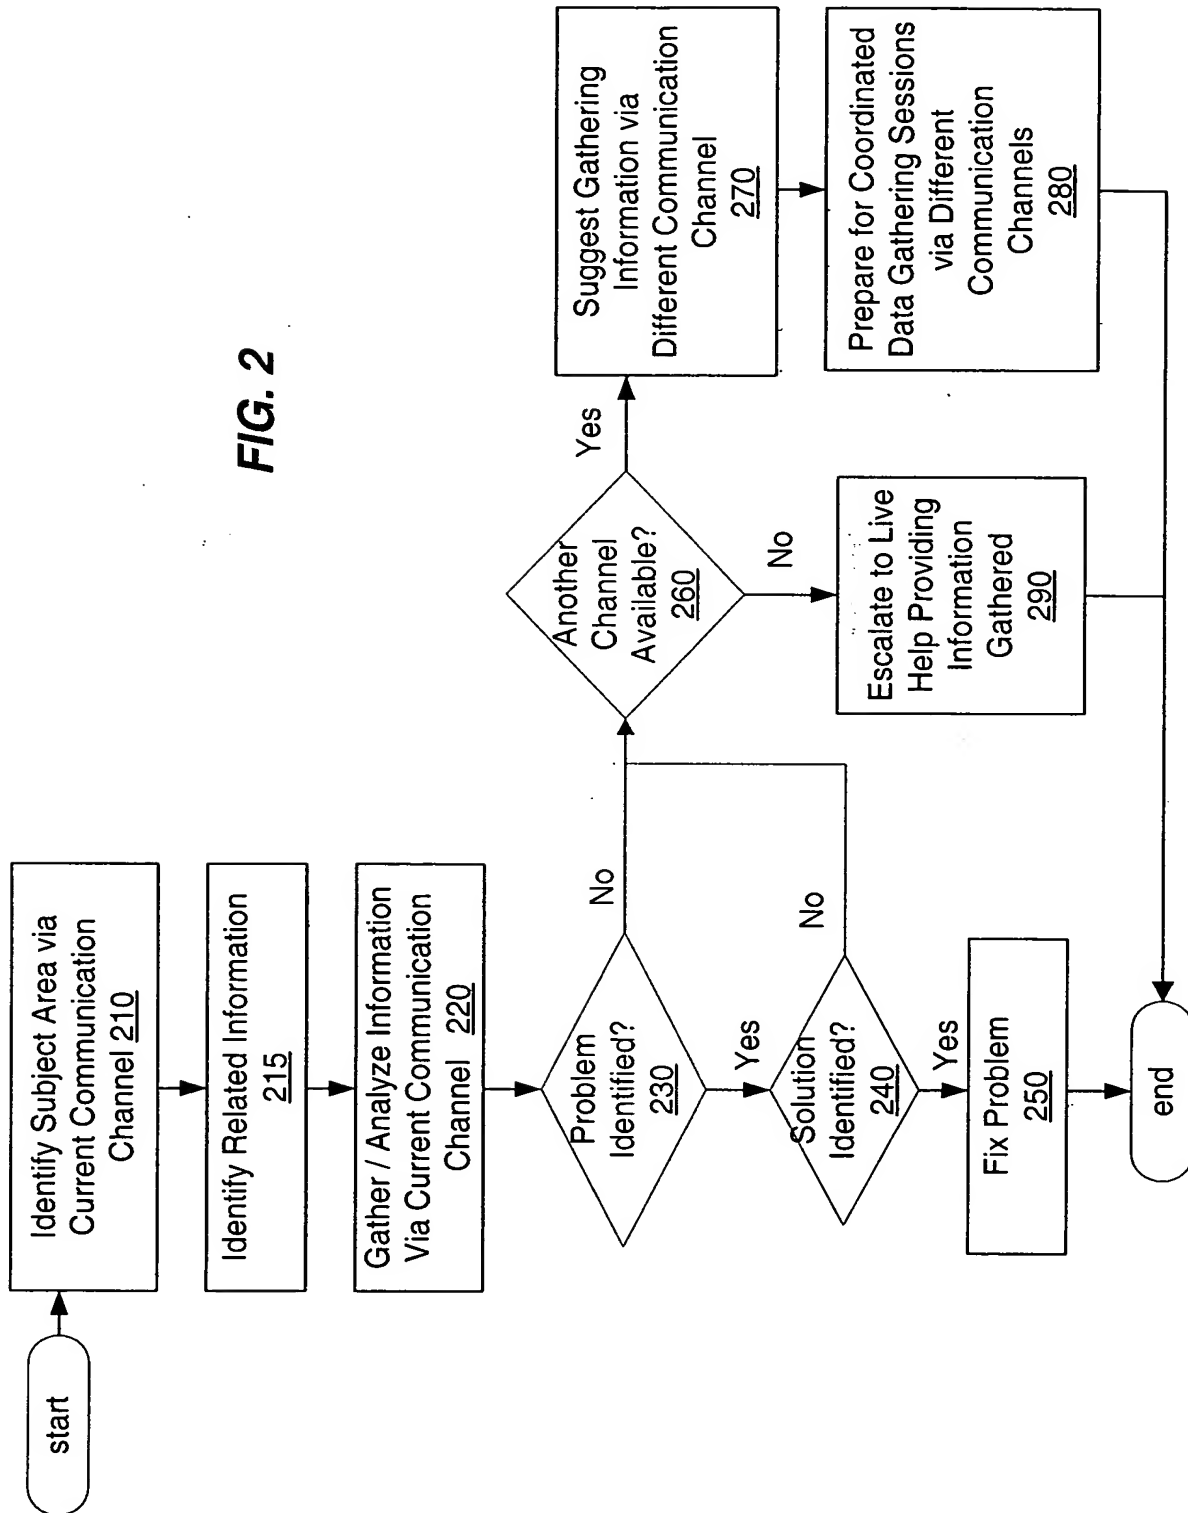 FIG. 2
start
Identify Subject Area via
Current Communication
Channel 210
Identify Related Information
215
Gather / Analyze Information
Via Current Communication
Channel 220
Problem
Identified?
230
No
Yes
Solution
Identified?
240
No
Yes
Fix Problem
250
end
Another
Channel
Available?
260
Yes
No
Suggest Gathering
Information via
Different Communication
Channel
270
Prepare for Coordinated
Data Gathering Sessions
via Different
Communication
Channels
280
Escalate to Live
Help Providing
Information
Gathered
290